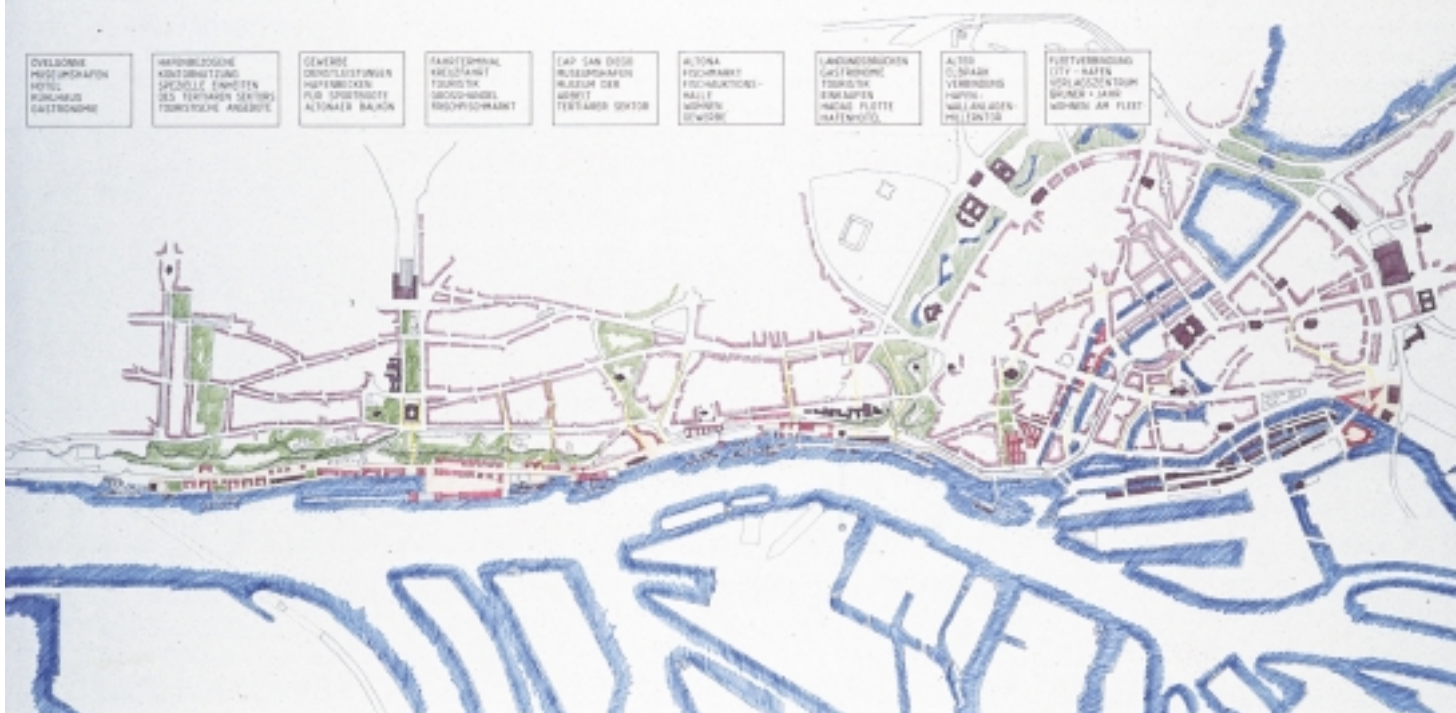 ÖVELGÖNNE
MUSEUMSHAFEN
HOTEL
KÜHLHAUS
GASTRONOMIE
HAFENBEZOGENE
KONTORNUTZUNG
SPEZIELLE EINHEITEN
DES TERTIÄREN SEKTORS
TOURISTISCHE ANGEBOTE
GEWERBE
DIENSTLEISTUNGEN
HAFENBECKEN
FÜR SPORTBOOTE
ALTONAER BALKON
FÄHRTERMINAL
KREUZFAHRT
TOURISTIK
GROSSHANDEL
FRISCHFISCHMARKT
CAP SAN DIEGO
MUSEUMSHAFEN
MUSEUM DER
ARBEIT
TERTIÄRER SEKTOR
ALTONA
FISCHMARKT
FISCHAUKTIONS-
HALLE
WOHNEN
GEWERBE
LANDUNGSBRÜCKEN
GASTRONOMIE
TOURISTIK
EINKAUFEN
HADAG FLOTTE
HAFENHOTEL
ALTER
ELBPARK
VERBINDUNG
HAFEN-
WALLANLAGEN-
MILLERNTOR
FLEETVERBINDUNG
CITY - HAFEN
VERLAGSZENTRUM
GRUNER + JAHR
WOHNEN AM FLEET